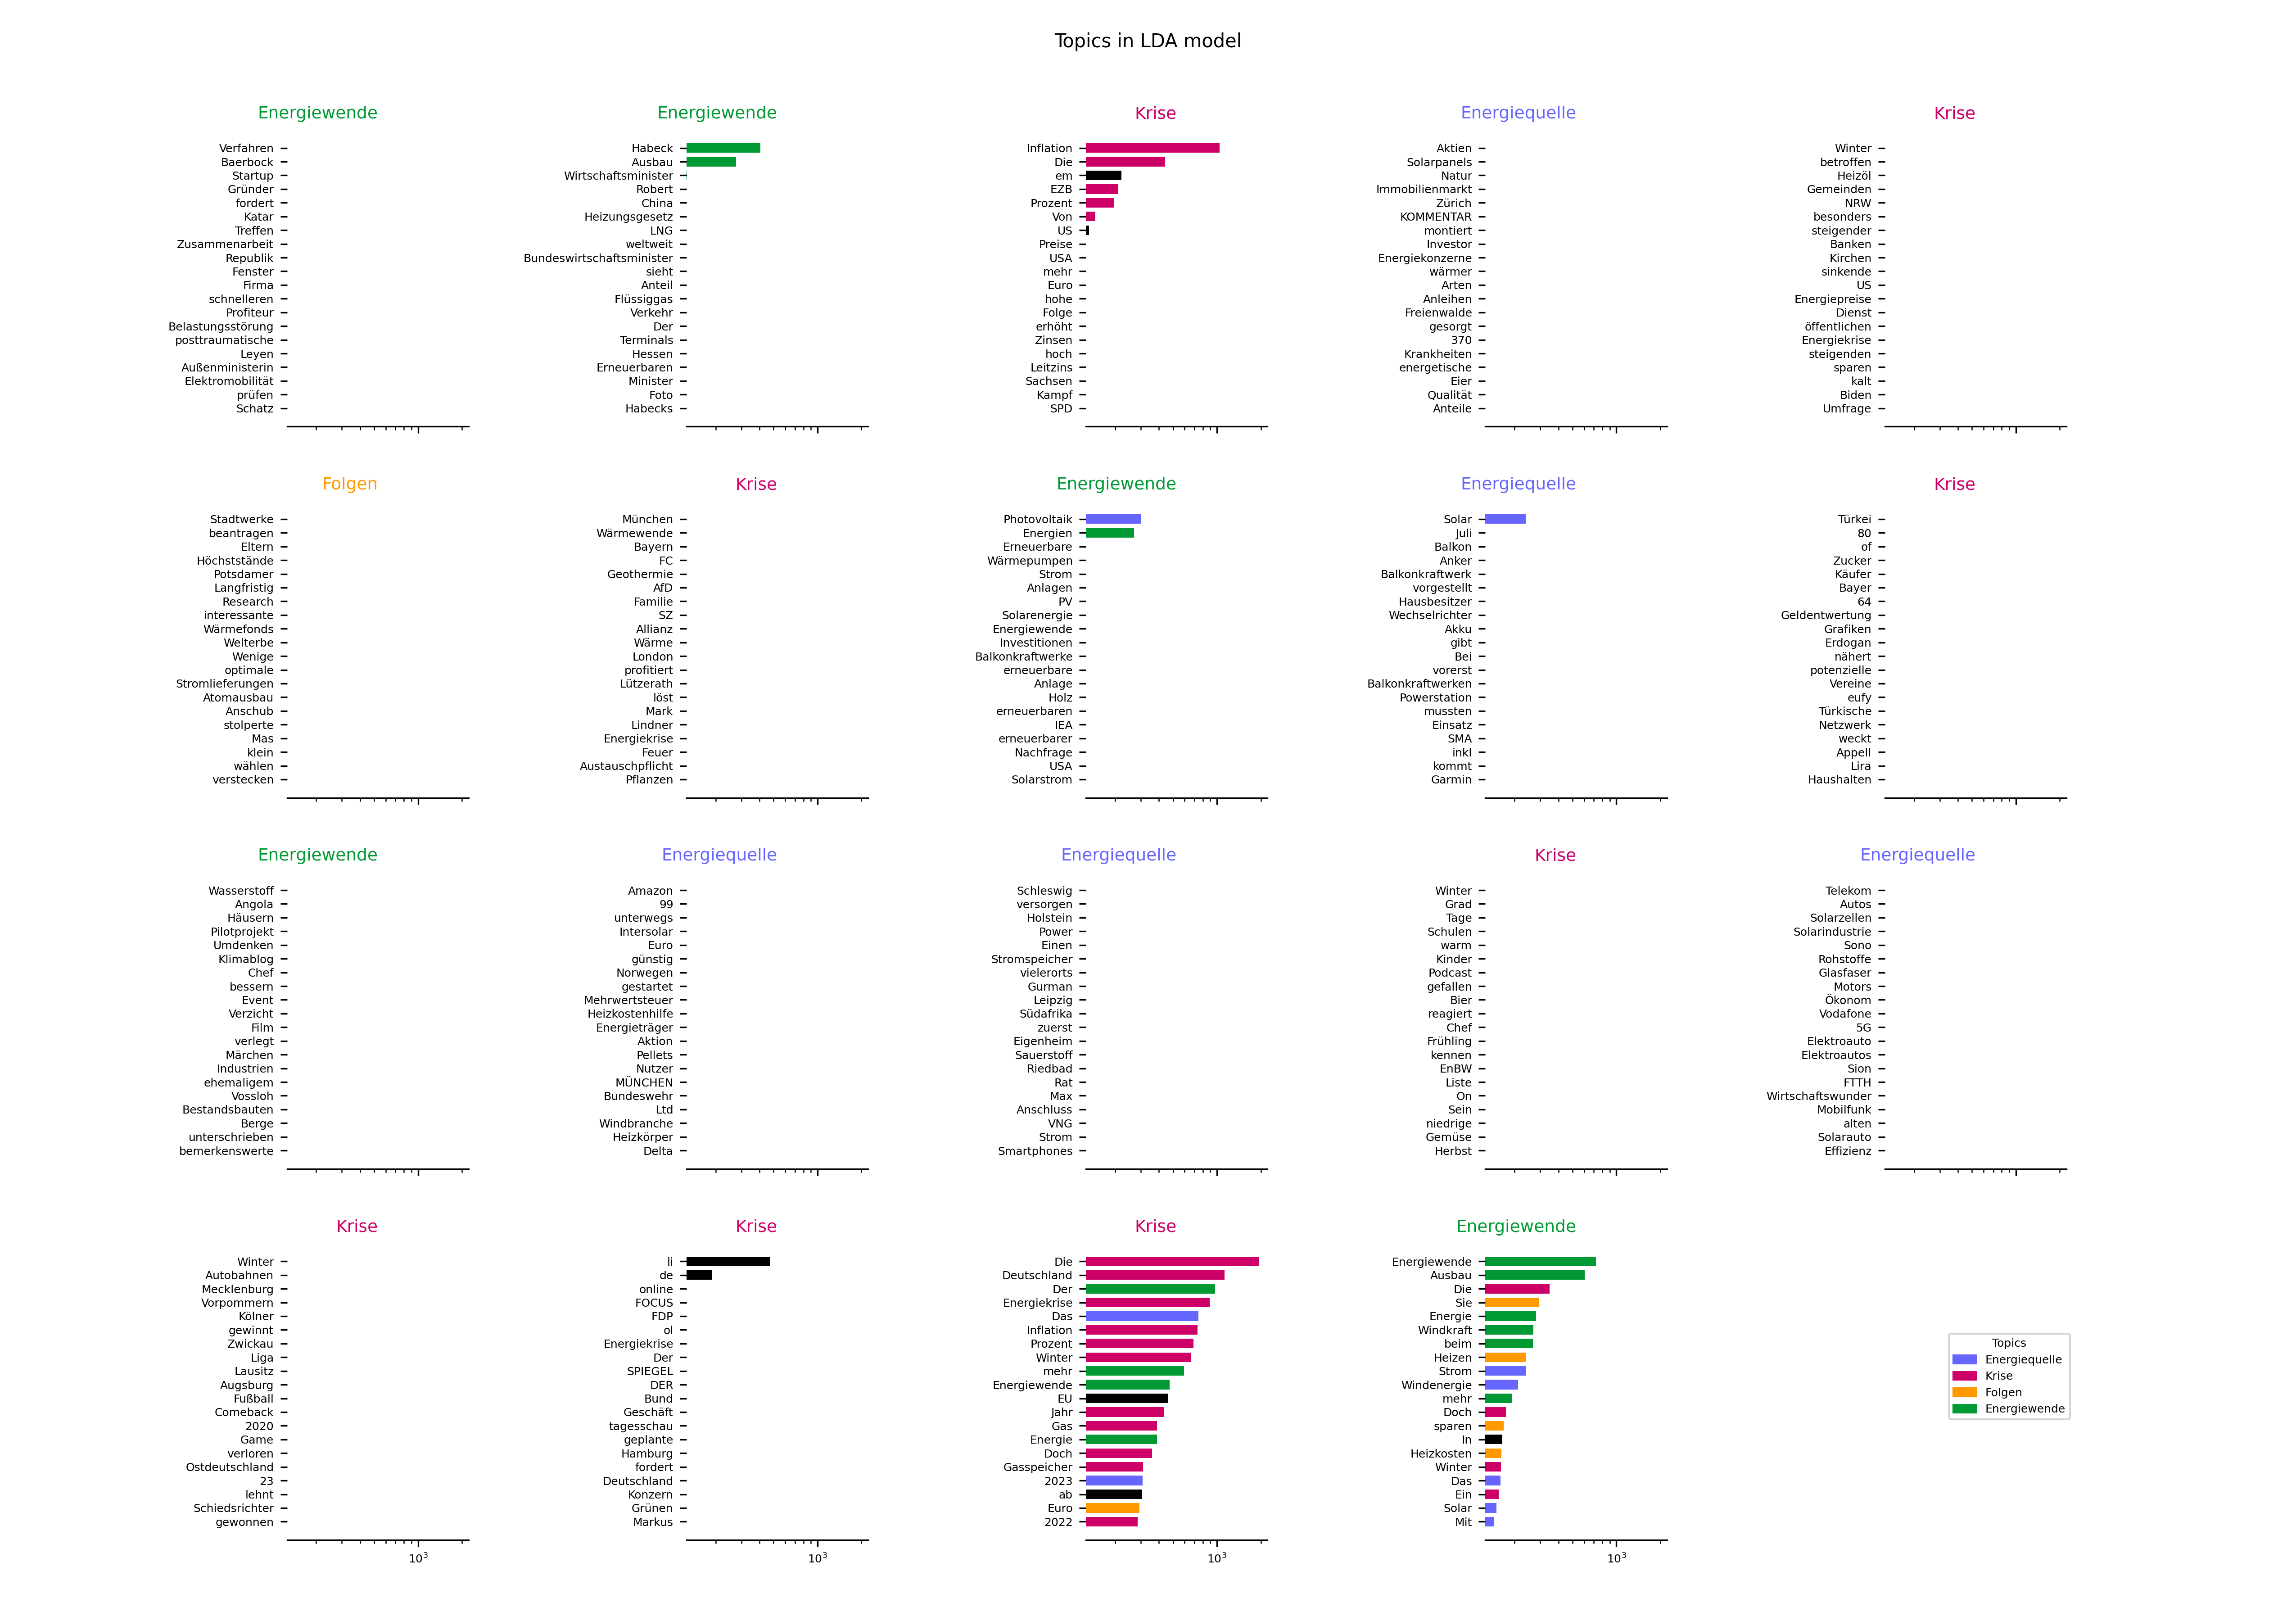 Topics in LDA model
Energiewende
Verfahren
Baerbock
Startup
Gründer
fordert
Katar
Treffen
Zusammenarbeit
Republik
Fenster
Firma
schnelleren
Profiteur
Belastungsstörung
posttraumatische
Leyen
Außenministerin
Elektromobilität
prüfen
Schatz
Energiewende
Habeck
Ausbau
Wirtschaftsminister
Robert
China
Heizungsgesetz
LNG
weltweit
Bundeswirtschaftsminister
sieht
Anteil
Flüssiggas
Verkehr
Der
Terminals
Hessen
Erneuerbaren
Minister
Foto
Habecks
Krise
Inflation
Die
em
EZB
Prozent
Von
US
Preise
USA
mehr
Euro
hohe
Folge
erhöht
Zinsen
hoch
Leitzins
Sachsen
Kampf
SPD
Energiequelle
Aktien
Solarpanels
Natur
Immobilienmarkt
Zürich
KOMMENTAR
montiert
Investor
Energiekonzerne
wärmer
Arten
Anleihen
Freienwalde
gesorgt
370
Krankheiten
energetische
Eier
Qualität
Anteile
Krise
Winter
betroffen
Heizöl
Gemeinden
NRW
besonders
steigender
Banken
Kirchen
sinkende
US
Energiepreise
Dienst
öffentlichen
Energiekrise
steigenden
sparen
kalt
Biden
Umfrage
Folgen
Stadtwerke
beantragen
Eltern
Höchststände
Potsdamer
Langfristig
Research
interessante
Wärmefonds
Welterbe
Wenige
optimale
Stromlieferungen
Atomausbau
Anschub
stolperte
Mas
klein
wählen
verstecken
Krise
München
Wärmewende
Bayern
FC
Geothermie
AfD
Familie
SZ
Allianz
Wärme
London
profitiert
Lützerath
löst
Mark
Lindner
Energiekrise
Feuer
Austauschpflicht
Pflanzen
Energiewende
Photovoltaik
Energien
Erneuerbare
Wärmepumpen
Strom
Anlagen
PV
Solarenergie
Energiewende
Investitionen
Balkonkraftwerke
erneuerbare
Anlage
Holz
erneuerbaren
IEA
erneuerbarer
Nachfrage
USA
Solarstrom
Energiequelle
Solar
Juli
Balkon
Anker
Balkonkraftwerk
vorgestellt
Hausbesitzer
Wechselrichter
Akku
gibt
Bei
vorerst
Balkonkraftwerken
Powerstation
mussten
Einsatz
SMA
inkl
kommt
Garmin
Krise
Türkei
80
of
Zucker
Käufer
Bayer
64
Geldentwertung
Grafiken
Erdogan
nähert
potenzielle
Vereine
eufy
Türkische
Netzwerk
weckt
Appell
Lira
Haushalten
Energiewende
Wasserstoff
Angola
Häusern
Pilotprojekt
Umdenken
Klimablog
Chef
bessern
Event
Verzicht
Film
verlegt
Märchen
Industrien
ehemaligem
Vossloh
Bestandsbauten
Berge
unterschrieben
bemerkenswerte
Energiequelle
Amazon
99
unterwegs
Intersolar
Euro
günstig
Norwegen
gestartet
Mehrwertsteuer
Heizkostenhilfe
Energieträger
Aktion
Pellets
Nutzer
MÜNCHEN
Bundeswehr
Ltd
Windbranche
Heizkörper
Delta
Energiequelle
Schleswig
versorgen
Holstein
Power
Einen
Stromspeicher
vielerorts
Gurman
Leipzig
Südafrika
zuerst
Eigenheim
Sauerstoff
Riedbad
Rat
Max
Anschluss
VNG
Strom
Smartphones
Krise
Winter
Grad
Tage
Schulen
warm
Kinder
Podcast
gefallen
Bier
reagiert
Chef
Frühling
kennen
EnBW
Liste
On
Sein
niedrige
Gemüse
Herbst
Energiequelle
Telekom
Autos
Solarzellen
Solarindustrie
Sono
Rohstoffe
Glasfaser
Motors
Ökonom
Vodafone
5G
Elektroauto
Elektroautos
Sion
FTTH
Wirtschaftswunder
Mobilfunk
alten
Solarauto
Effizienz
Krise
Winter
Autobahnen
Mecklenburg
Vorpommern
Kölner
gewinnt
Zwickau
Liga
Lausitz
Augsburg
Fußball
Comeback
2020
Game
verloren
Ostdeutschland
23
lehnt
Schiedsrichter
gewonnen
10³
Krise
li
de
online
FOCUS
FDP
ol
Energiekrise
Der
SPIEGEL
DER
Bund
Geschäft
tagesschau
geplante
Hamburg
fordert
Deutschland
Konzern
Grünen
Markus
10³
Krise
Die
Deutschland
Der
Energiekrise
Das
Inflation
Prozent
Winter
mehr
Energiewende
EU
Jahr
Gas
Energie
Doch
Gasspeicher
2023
ab
Euro
2022
10³
Energiewende
Energiewende
Ausbau
Die
Sie
Energie
Windkraft
beim
Heizen
Strom
Windenergie
mehr
Doch
sparen
In
Heizkosten
Winter
Das
Ein
Solar
Mit
10³
Topics
Energiequelle
Krise
Folgen
Energiewende